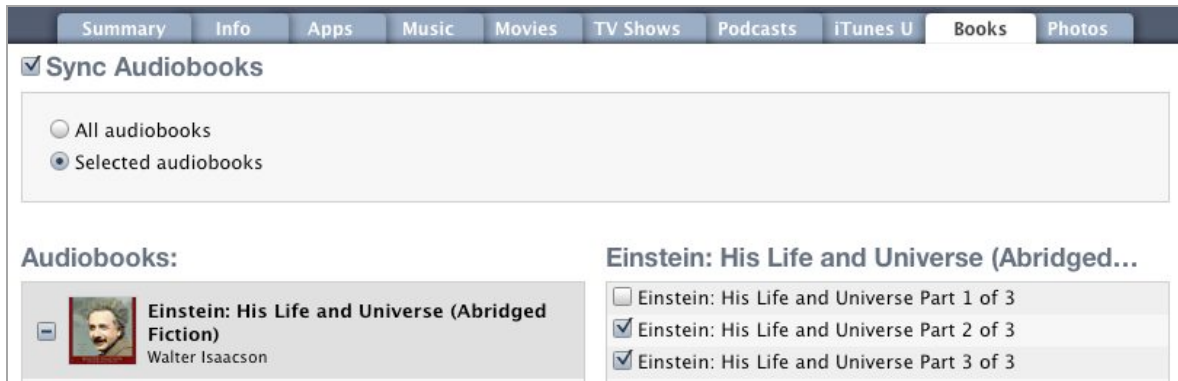 Summary Info Apps Music Movies TV Shows Podcasts iTunes U Books Photos
Sync Audiobooks
All audiobooks
Selected audiobooks
Audiobooks:
Einstein: His Life and Universe (Abridged
Fiction)
Walter Isaacson
Einstein: His Life and Universe (Abridged...
Einstein: His Life and Universe Part 1 of 3
Einstein: His Life and Universe Part 2 of 3
Einstein: His Life and Universe Part 3 of 3